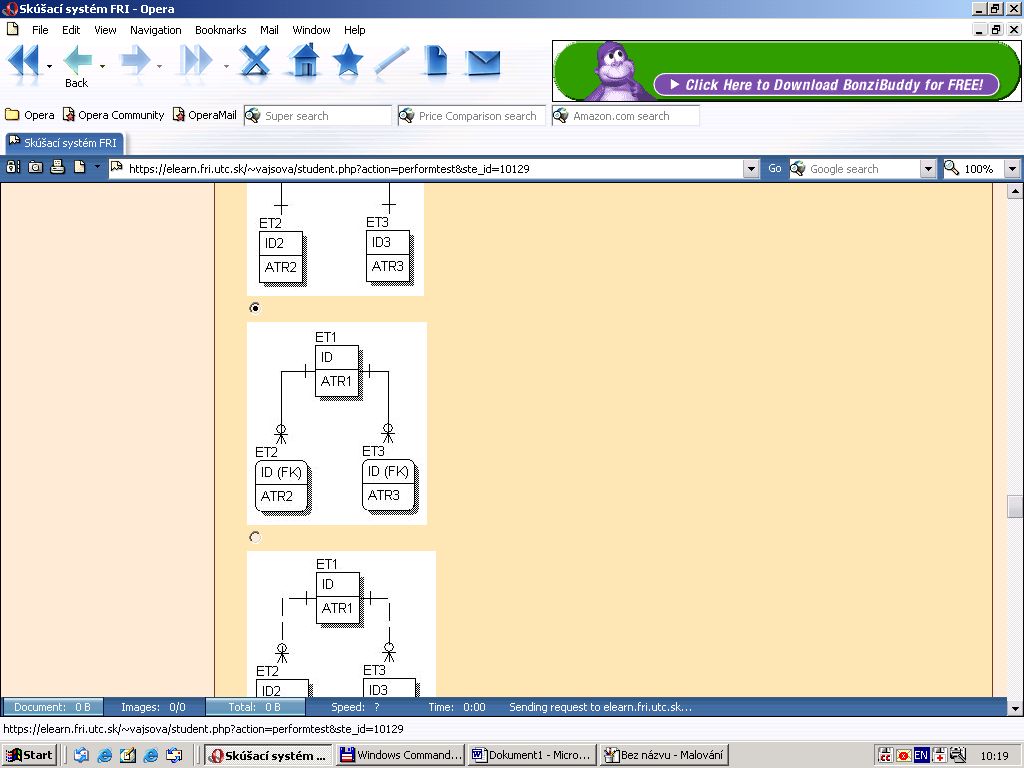 Skúšací systém FRI - Opera
File Edit View Navigation Bookmarks Mail Window Help
Back
Click Here to Download BonziBuddy for FREE!
Opera Opera Community OperaMail Super search Price Comparison search Amazon.com search
Skúšací systém FRI
https://elearn.fri.utc.sk/~vajsova/student.php?action=performtest&ste_id=10129 Go Google search 100%
ET2 ET3
ID2 ID3
ATR2 ATR3
ET1
ID
ATR1
ET2 ET3
ID (FK) ID (FK)
ATR2 ATR3
ET1
ID
ATR1
ET2 ET3
ID2 ID3
Document: 0 B Images: 0/0 Total: 0 B Speed: ? Time: 0:00 Sending request to elearn.fri.utc.sk...
https://elearn.fri.utc.sk/~vajsova/student.php?action=performtest&ste_id=10129
Start Skúšací systém ... Windows Command... Dokument1 - Micro... Bez názvu - Malování EN 10:19